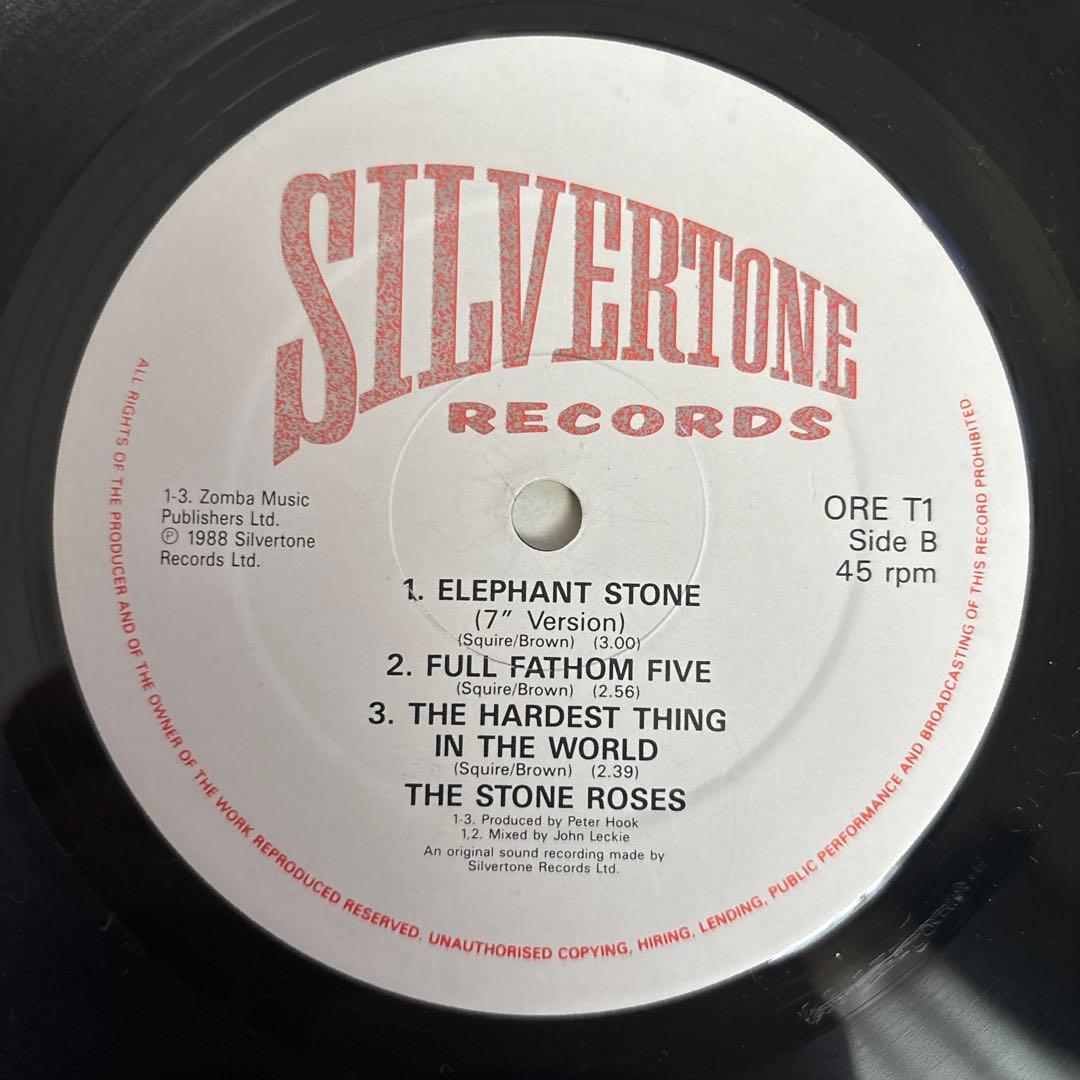 SILVERTONE
RECORDS
1-3. Zomba Music
Publishers Ltd.
Ⓟ 1988 Silvertone
Records Ltd.
ORE T1
Side B
45 rpm
1. ELEPHANT STONE
(7" Version)
(Squire/Brown) (3.00)
2. FULL FATHOM FIVE
(Squire/Brown) (2.56)
3. THE HARDEST THING
IN THE WORLD
(Squire/Brown) (2.39)
THE STONE ROSES
1-3. Produced by Peter Hook
1,2. Mixed by John Leckie
An original sound recording made by
Silvertone Records Ltd.
ALL RIGHTS OF THE PRODUCER AND OF THE OWNER OF THE WORK REPRODUCED RESERVED. UNAUTHORISED COPYING, HIRING, LENDING, PUBLIC PERFORMANCE AND BROADCASTING OF THIS RECORD PROHIBITED